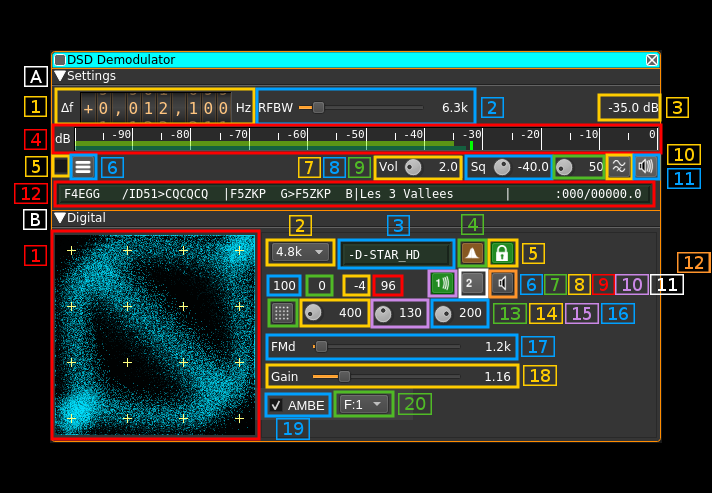 DSD Demodulator
A Settings
1 Δf +0,012,100 Hz RFBW 6.3k 2 -35.0 dB 3
4 dB -90 -80 -70 -60 -50 -40 -30 -20 -10 0
5 6 7 8 9 Vol 2.0 Sq -40.0 50 10
11
12 F4EGG /ID51>CQCQCQ |F5ZKP G>F5ZKP B|Les 3 Vallees | :000/00000.0
B Digital
1 2 3 4
4.8k -D-STAR_HD 5
12
100 0 -4 96 1 2 6 7 8 9 10 11
400 130 200 13 14 15 16
FMd 1.2k 17
Gain 1.16 18
AMBE F:1 20
19